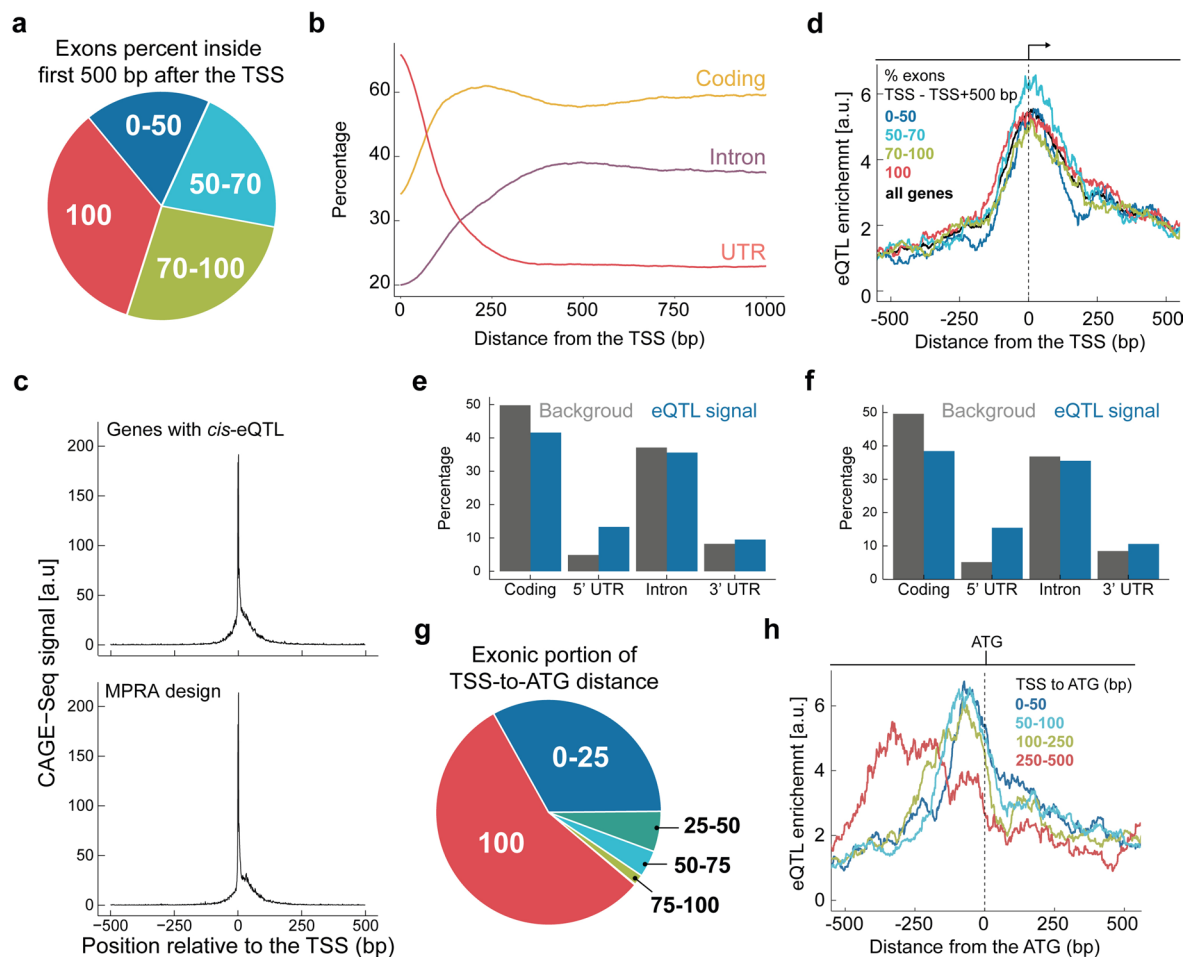 a
Exons percent inside
first 500 bp after the TSS
0-50
50-70
70-100
100
b
Percentage
60
40
30
20
Coding
Intron
UTR
0
250
500
750
1000
Distance from the TSS (bp)
d
% exons
TSS - TSS+500 bp
0-50
50-70
70-100
100
all genes
eQTL enrichemnt [a.u.]
6
4
2
0
-500
-250
0
250
500
Distance from the TSS (bp)
c
Genes with cis-eQTL
200
150
100
50
0
MPRA design
200
150
100
50
0
CAGE−Seq signal [a.u]
−500
−250
0
250
500
Position relative to the TSS (bp)
e
Backgroud
eQTL signal
Percentage
50
40
30
20
10
0
Coding
5' UTR
Intron
3' UTR
f
Backgroud
eQTL signal
Percentage
50
40
30
20
10
0
Coding
5' UTR
Intron
3' UTR
g
Exonic portion of
TSS-to-ATG distance
0-25
25-50
50-75
75-100
100
h
ATG
TSS to ATG (bp)
0-50
50-100
100-250
250-500
eQTL enrichemnt [a.u.]
6
4
2
0
-500
-250
0
250
500
Distance from the ATG (bp)